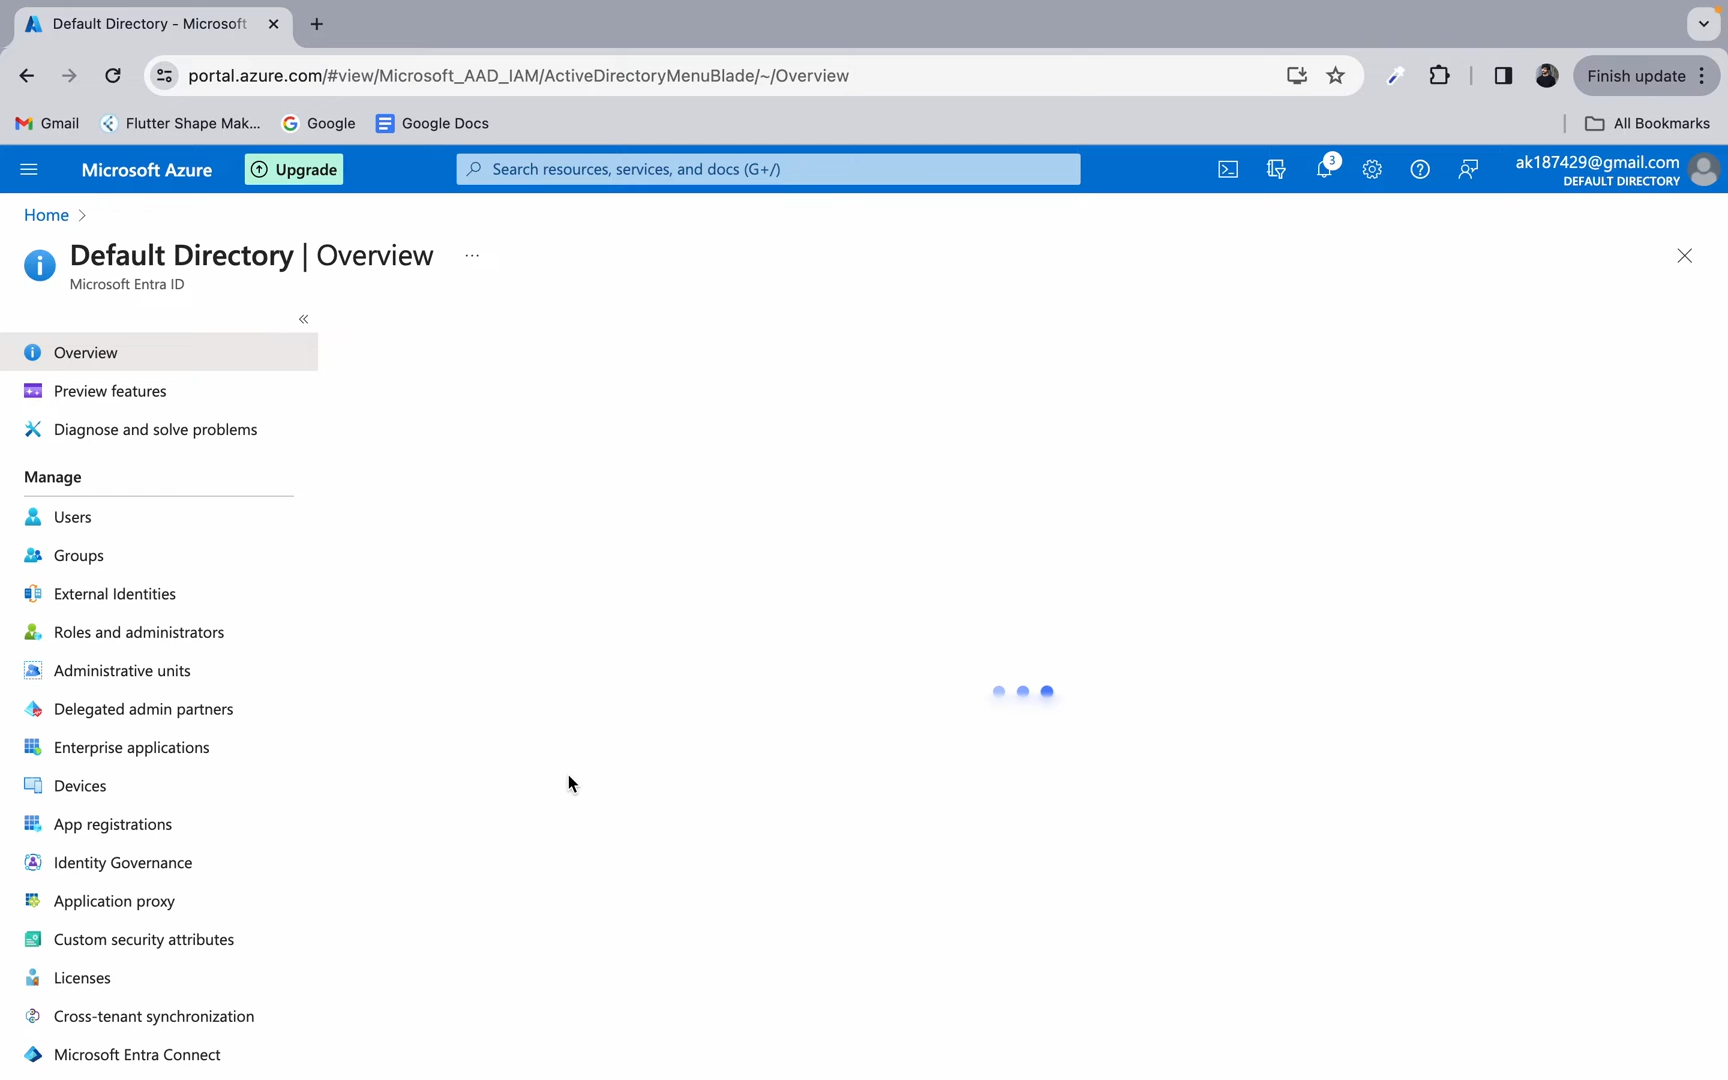 Default Directory - Microsoft
portal.azure.com/#view/Microsoft_AAD_IAM/ActiveDirectoryMenuBlade/~/Overview
Finish update
Gmail
Flutter Shape Mak...
Google
Google Docs
All Bookmarks
Microsoft Azure
Upgrade
Search resources, services, and docs (G+/)
3
ak187429@gmail.com
DEFAULT DIRECTORY
Home
Default Directory | Overview
Microsoft Entra ID
Overview
Preview features
Diagnose and solve problems
Manage
Users
Groups
External Identities
Roles and administrators
Administrative units
Delegated admin partners
Enterprise applications
Devices
App registrations
Identity Governance
Application proxy
Custom security attributes
Licenses
Cross-tenant synchronization
Microsoft Entra Connect